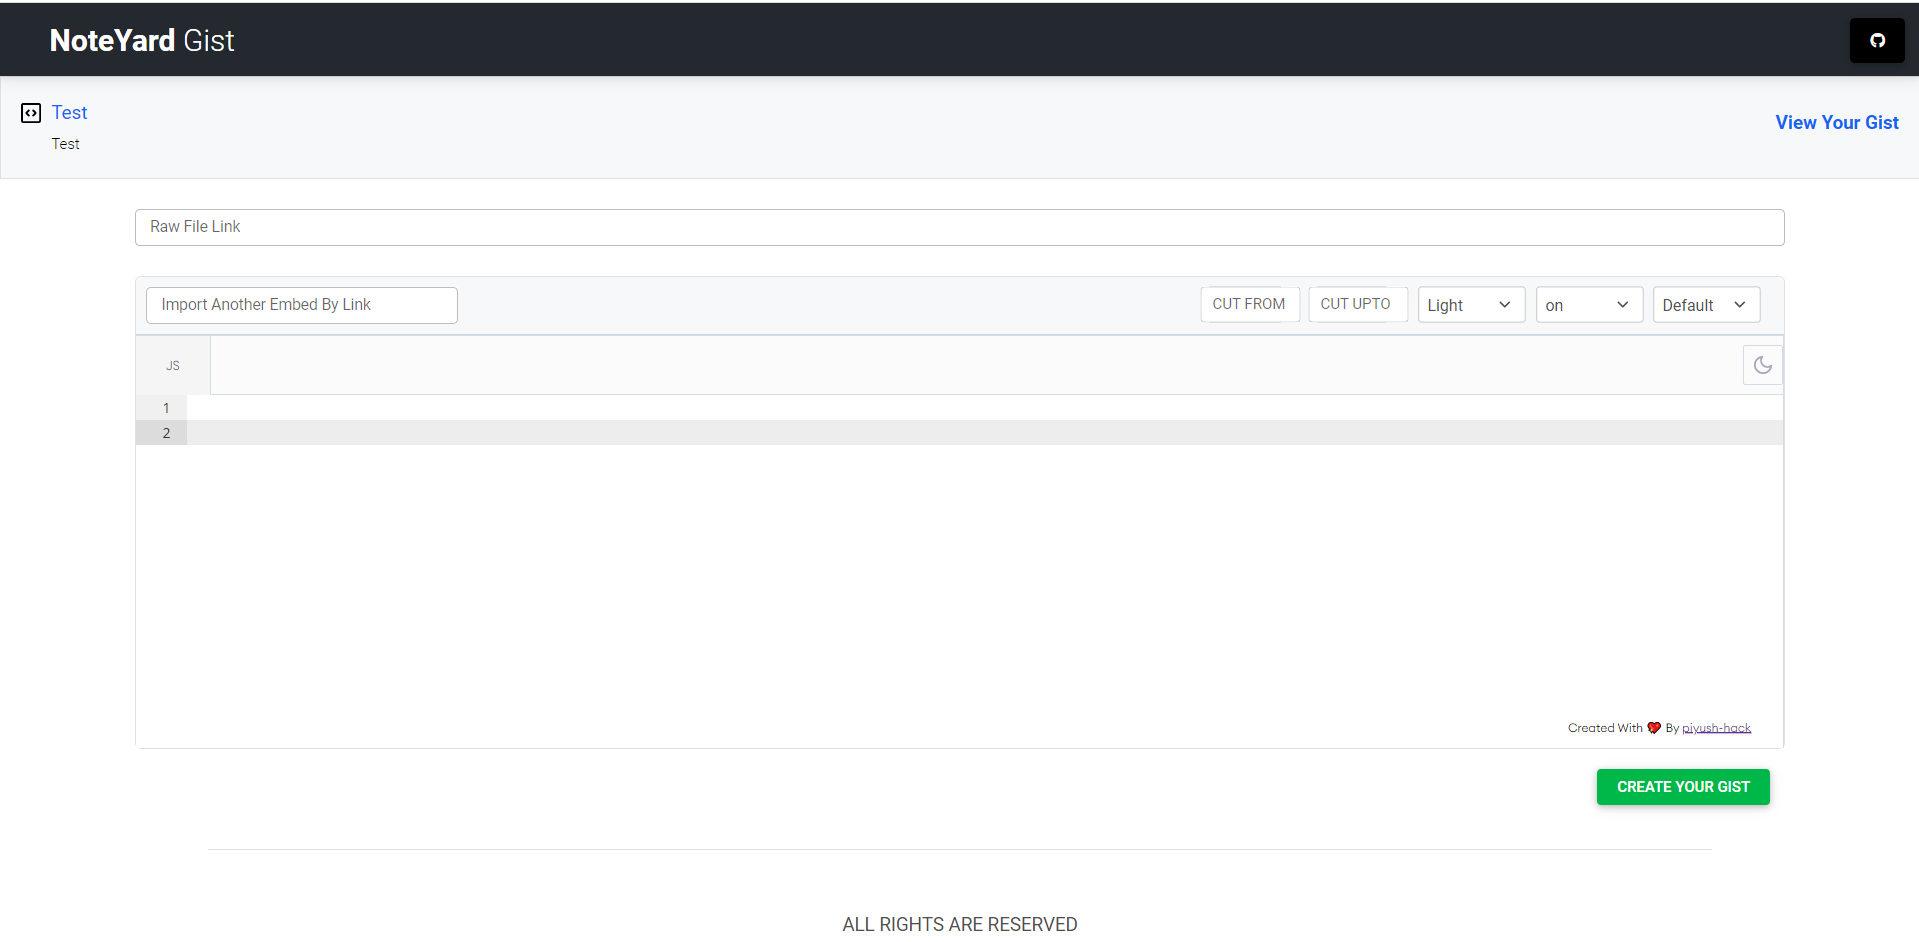 NoteYard Gist
Test
Test
View Your Gist
Raw File Link
Import Another Embed By Link
CUT FROM
CUT UPTO
Light
on
Default
JS
1
2
Created With ❤ By piyush-hack
CREATE YOUR GIST
ALL RIGHTS ARE RESERVED